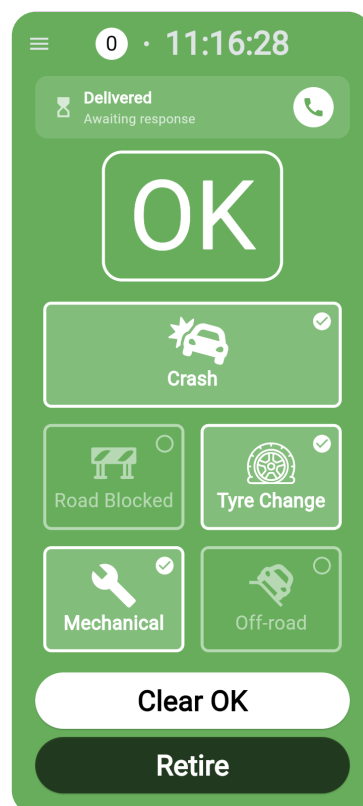 0 · 11:16:28
Delivered
Awaiting response
OK
Crash
Road Blocked
Tyre Change
Mechanical
Off-road
Clear OK
Retire